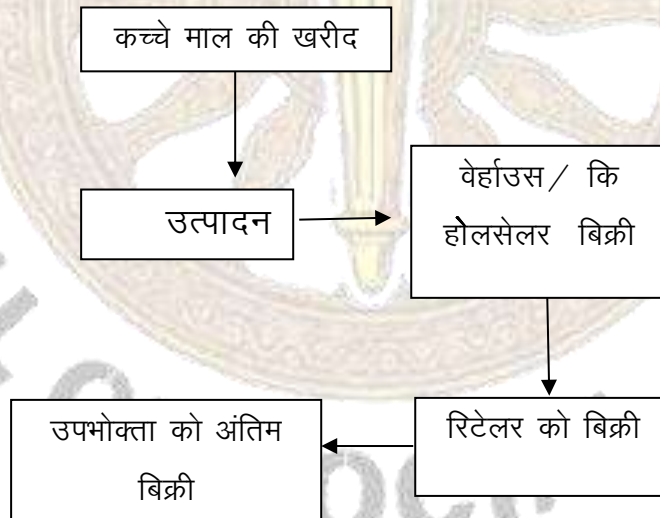 कच्चे माल की खरीद
उत्पादन
वेर्हाउस / कि
होेलसेलर बिक्री
रिटेलर को बिक्री
उपभोक्ता को अंतिम
बिक्री